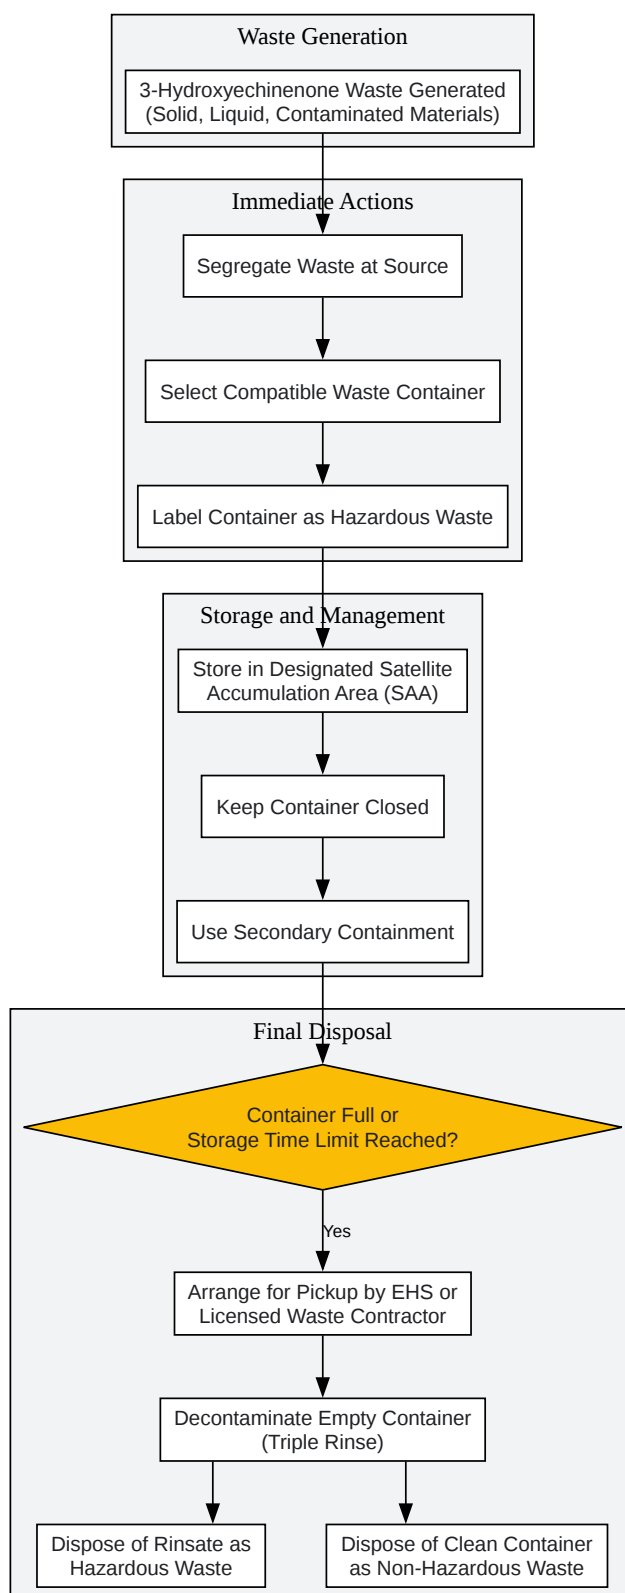 Waste Generation
3-Hydroxyechinenone Waste Generated
(Solid, Liquid, Contaminated Materials)
Immediate Actions
Segregate Waste at Source
Select Compatible Waste Container
Label Container as Hazardous Waste
Storage and Management
Store in Designated Satellite
Accumulation Area (SAA)
Keep Container Closed
Use Secondary Containment
Final Disposal
Container Full or
Storage Time Limit Reached?
Yes
Arrange for Pickup by EHS or
Licensed Waste Contractor
Decontaminate Empty Container
(Triple Rinse)
Dispose of Rinsate as
Hazardous Waste
Dispose of Clean Container
as Non-Hazardous Waste